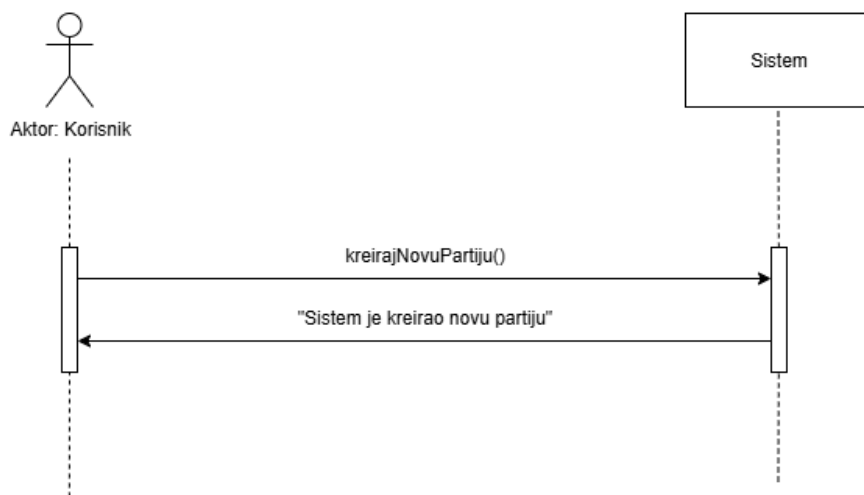 Sistem
Aktor: Korisnik
kreirajNovuPartiju()
"Sistem je kreirao novu partiju"